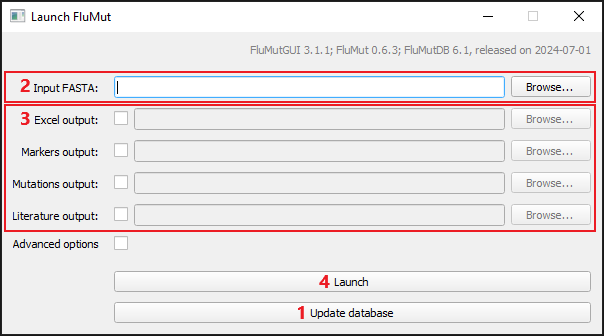 Launch FluMut
FluMutGUI 3.1.1; FluMut 0.6.3; FluMutDB 6.1, released on 2024-07-01
2 Input FASTA: Browse...
3 Excel output: Browse...
Markers output: Browse...
Mutations output: Browse...
Literature output: Browse...
Advanced options
4 Launch
1 Update database